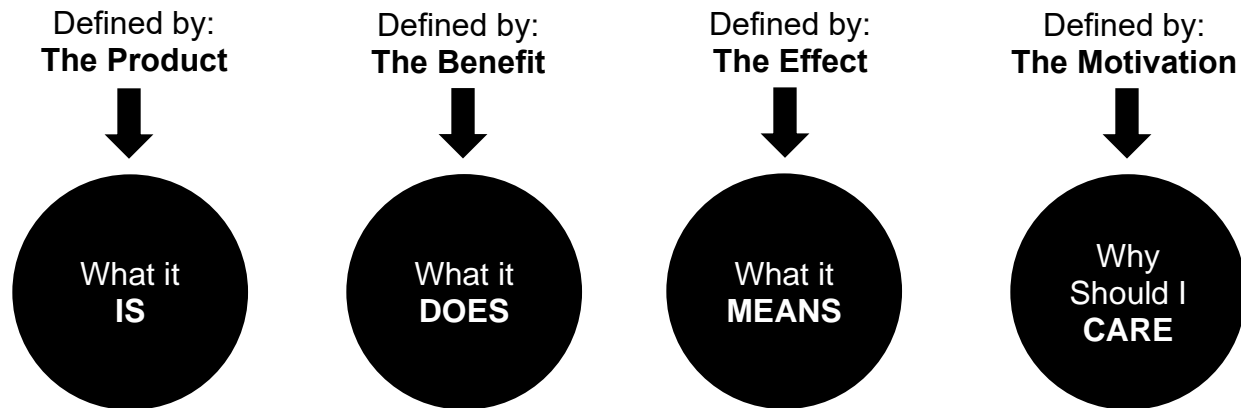 Defined by:
The Product
Defined by:
The Benefit
Defined by:
The Effect
Defined by:
The Motivation
What it
IS
What it
DOES
What it
MEANS
Why
Should I
CARE